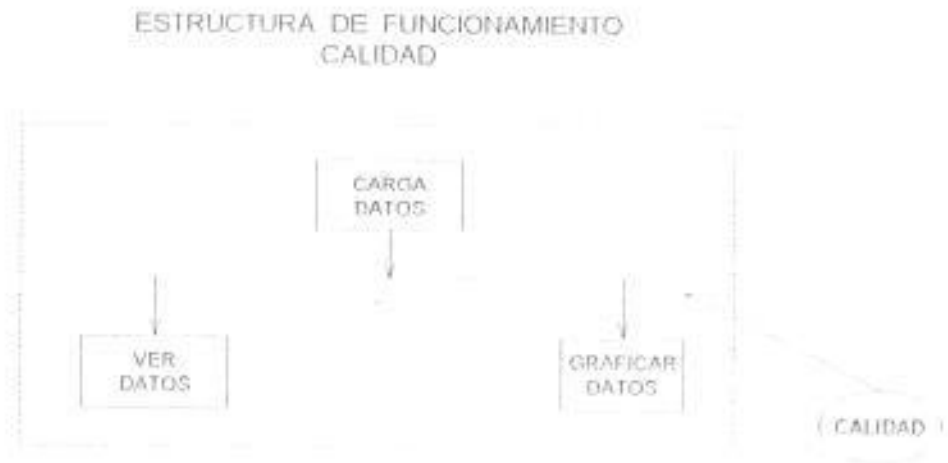 ESTRUCTURA DE FUNCIONAMIENTO
CALIDAD
CARGA
DATOS
VER
DATOS
GRAFICAR
DATOS
( CALIDAD )